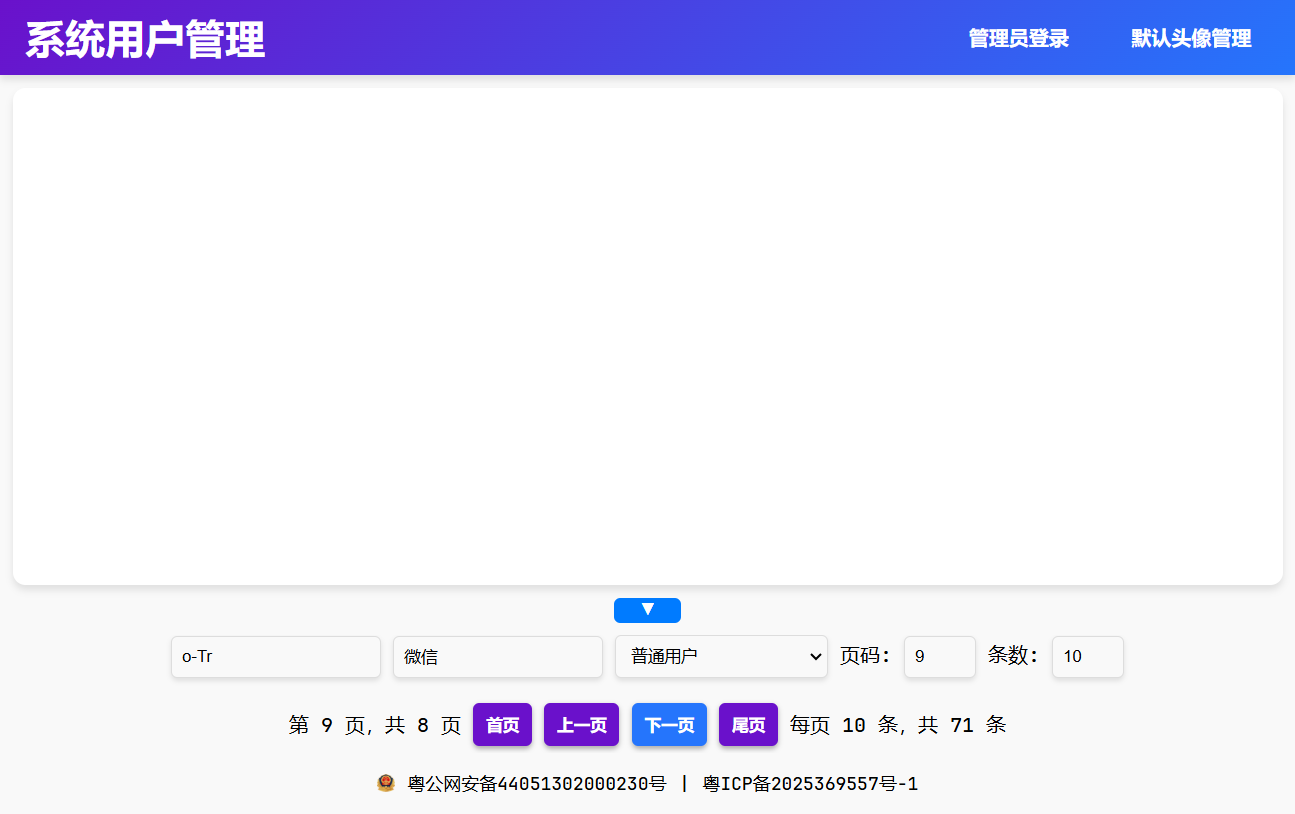 系统用户管理 管理员登录 默认头像管理
▼
o-Tr 微信 普通用户 页码： 9 条数： 10
第 9 页, 共 8 页 首页 上一页 下一页 尾页 每页 10 条, 共 71 条
粤公网安备44051302000230号 | 粤ICP备2025369557号-1